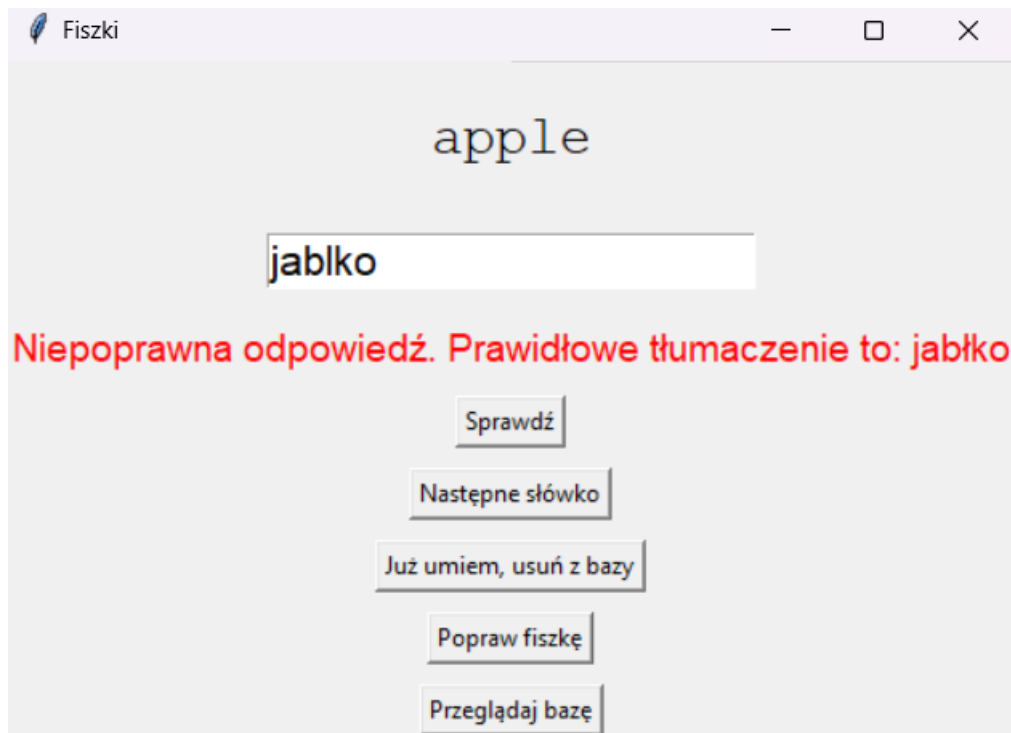 Fiszki
apple
jablko
Niepoprawna odpowiedź. Prawidłowe tłumaczenie to: jabłko
Sprawdź
Następne słówko
Już umiem, usuń z bazy
Popraw fiszkę
Przeglądaj bazę